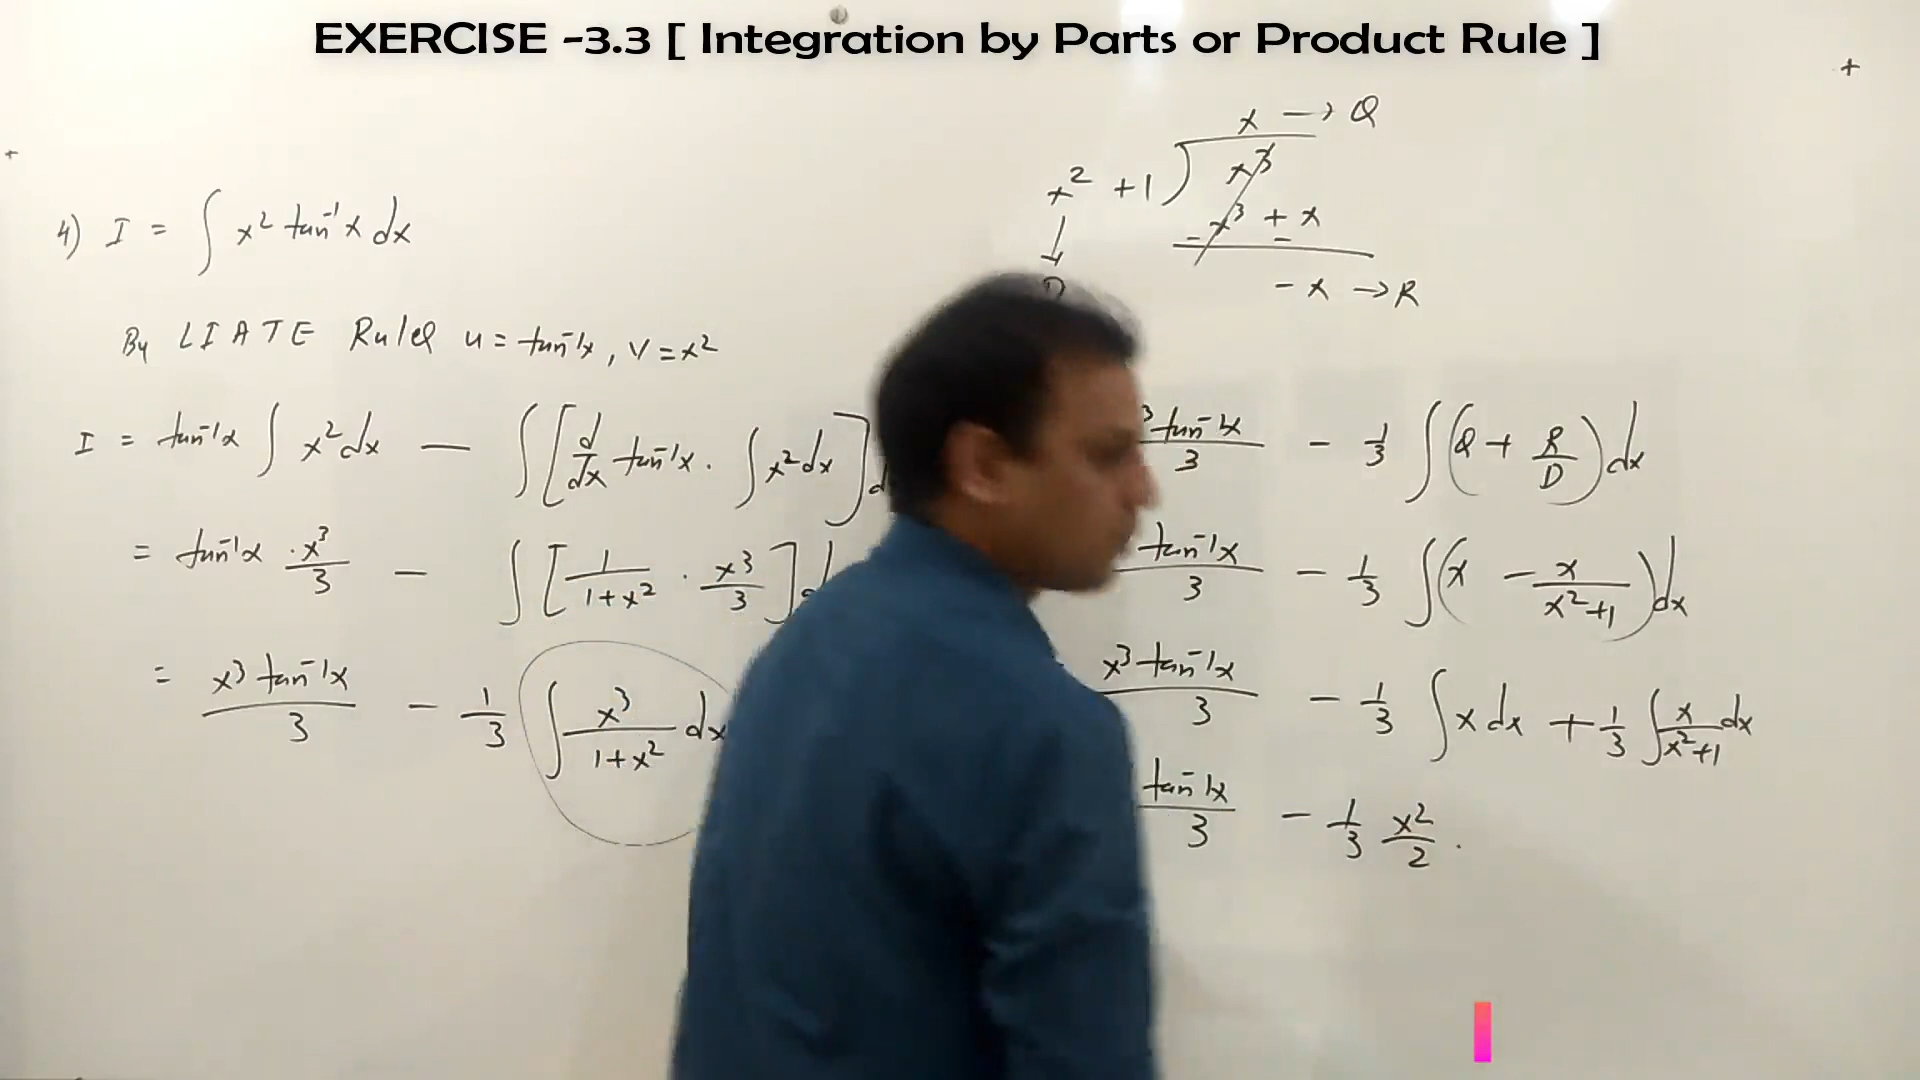 EXERCISE -3.3 [ Integration by Parts or Product Rule ]
4) I = ∫ x² tan⁻¹x dx
By LIATE Rule u = tan⁻¹x, v = x²
I = tan⁻¹x ∫ x² dx — ∫ [ d/dx tan⁻¹x . ∫ x² dx ] d
= tan⁻¹x . x³/3 — ∫ [ 1/(1+x²) . x³/3 ] d
= x³ tan⁻¹x / 3 - 1/3 ∫ x³/(1+x²) dx
x → Q
x² + 1 ) x³
- x³ + x
-
↓
- x → R
³ tan⁻¹x / 3 - 1/3 ∫ ( Q + R/D ) dx
tan⁻¹x / 3 - 1/3 ∫ ( x - x/(x²+1) ) dx
x³ tan⁻¹x / 3 - 1/3 ∫ x dx + 1/3 ∫ x/(x²+1) dx
tan⁻¹x / 3 - 1/3 x²/2 .